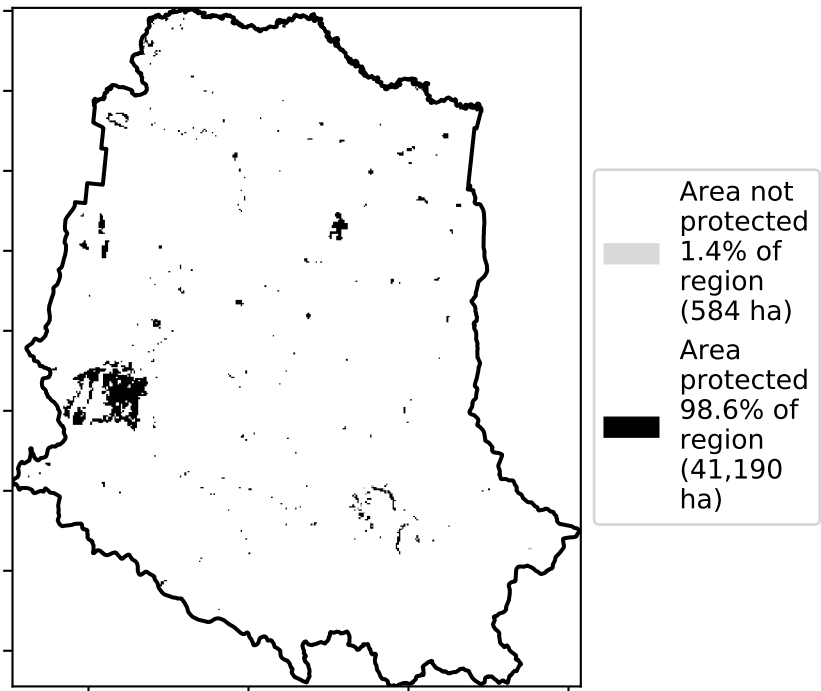 Area not
protected
1.4% of
region
(584 ha)
Area
protected
98.6% of
region
(41,190
ha)